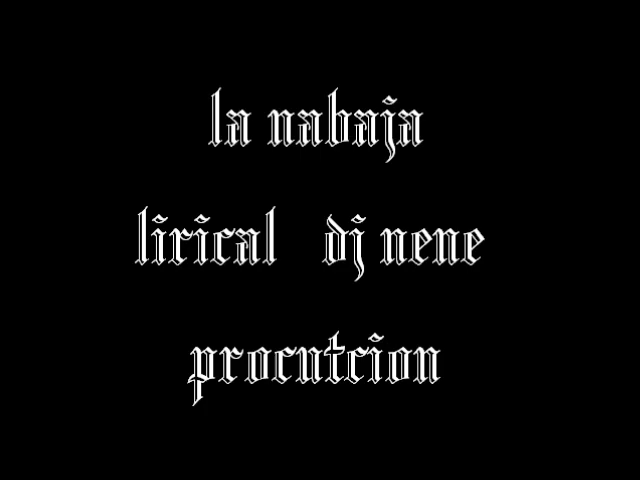 la nabaja
lirical dj nene
procutcion